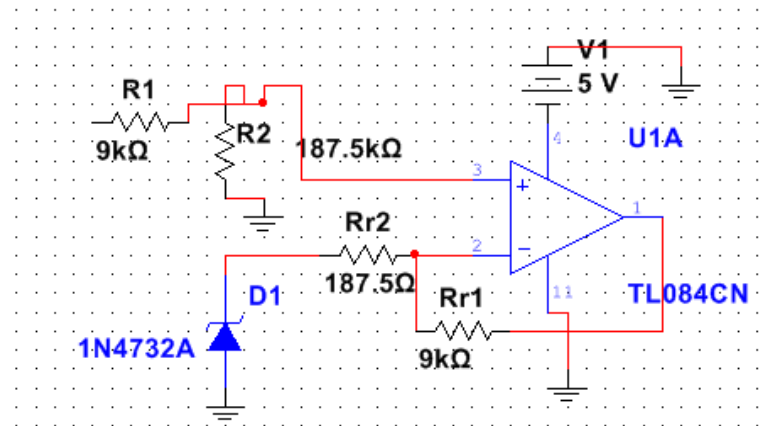 V1
5 V
R1
9kΩ
R2
187.5kΩ
4
U1A
3
+
1
2
−
Rr2
187.5Ω
11
TL084CN
D1
1N4732A
Rr1
9kΩ